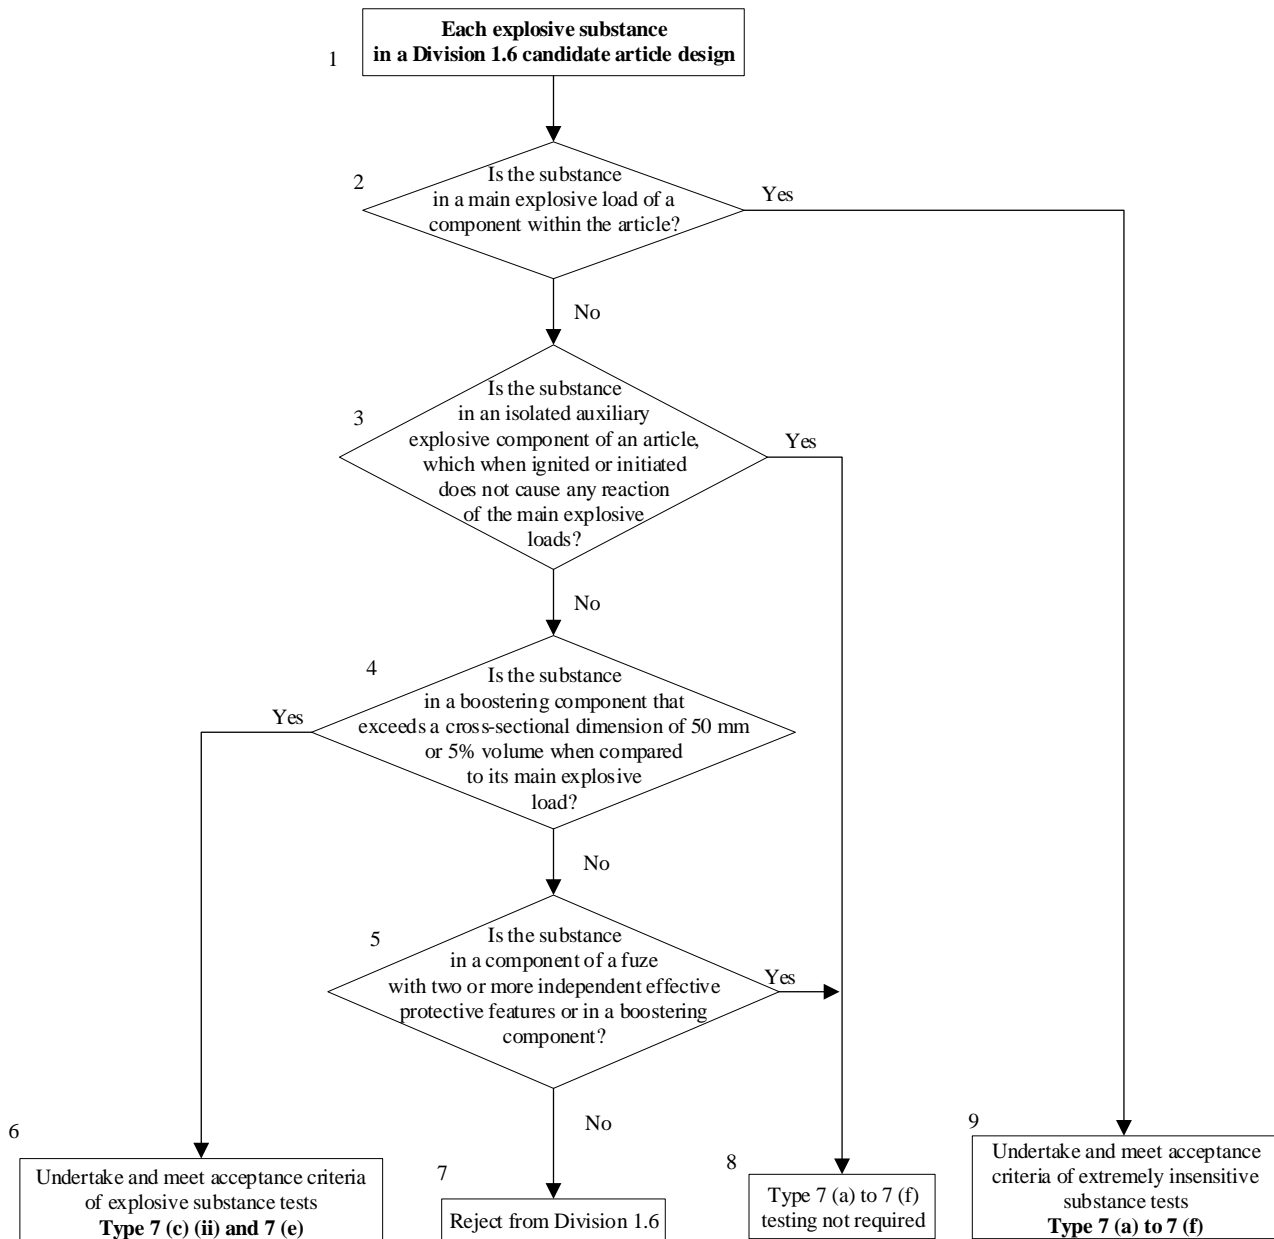 Each explosive substance
in a Division 1.6 candidate article design
1
2
Is the substance
in a main explosive load of a
component within the article?
Yes
No
3
Is the substance
in an isolated auxiliary
explosive component of an article,
which when ignited or initiated
does not cause any reaction
of the main explosive
loads?
Yes
No
4
Is the substance
in a boostering component that
exceeds a cross-sectional dimension of 50 mm
or 5% volume when compared
to its main explosive
load?
Yes
No
5
Is the substance
in a component of a fuze
with two or more independent effective
protective features or in a boostering
component?
Yes
No
6
Undertake and meet acceptance criteria
of explosive substance tests
Type 7 (c) (ii) and 7 (e)
7
Reject from Division 1.6
8
Type 7 (a) to 7 (f)
testing not required
9
Undertake and meet acceptance
criteria of extremely insensitive
substance tests
Type 7 (a) to 7 (f)